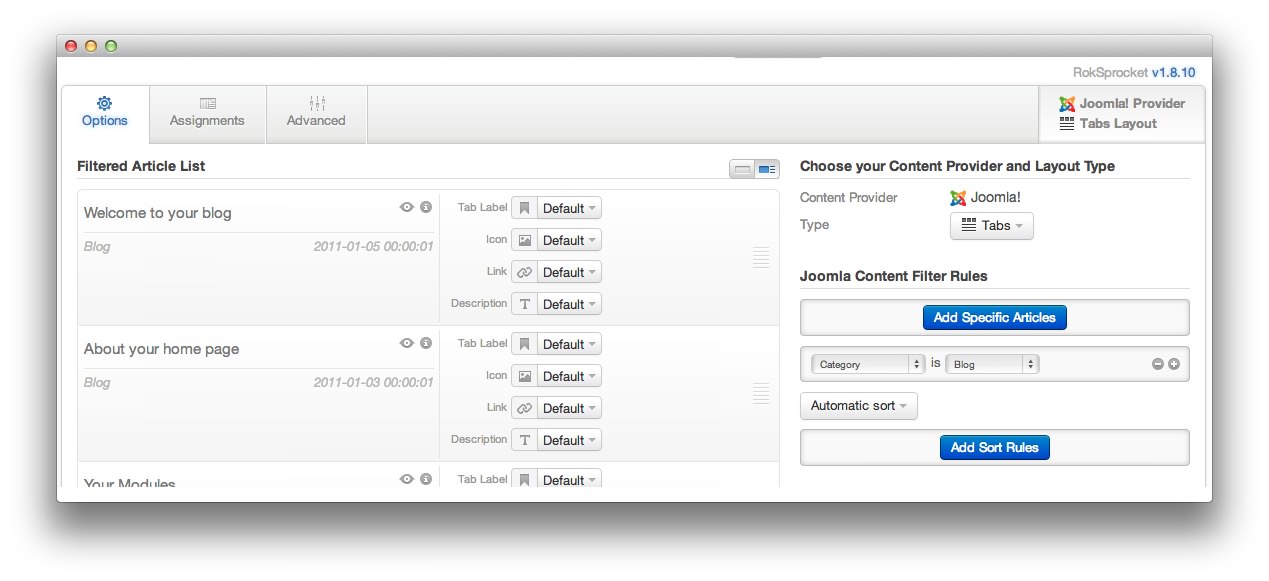 RokSprocket v1.8.10
Options
Assignments
Advanced
Joomla! Provider
Tabs Layout
Filtered Article List
Welcome to your blog
Blog 2011-01-05 00:00:01
Tab Label Default
Icon Default
Link Default
Description T Default
About your home page
Blog 2011-01-03 00:00:01
Tab Label Default
Icon Default
Link Default
Description T Default
Your Modules
Tab Label Default
Choose your Content Provider and Layout Type
Content Provider Joomla!
Type Tabs
Joomla Content Filter Rules
Add Specific Articles
Category is Blog
Automatic sort
Add Sort Rules